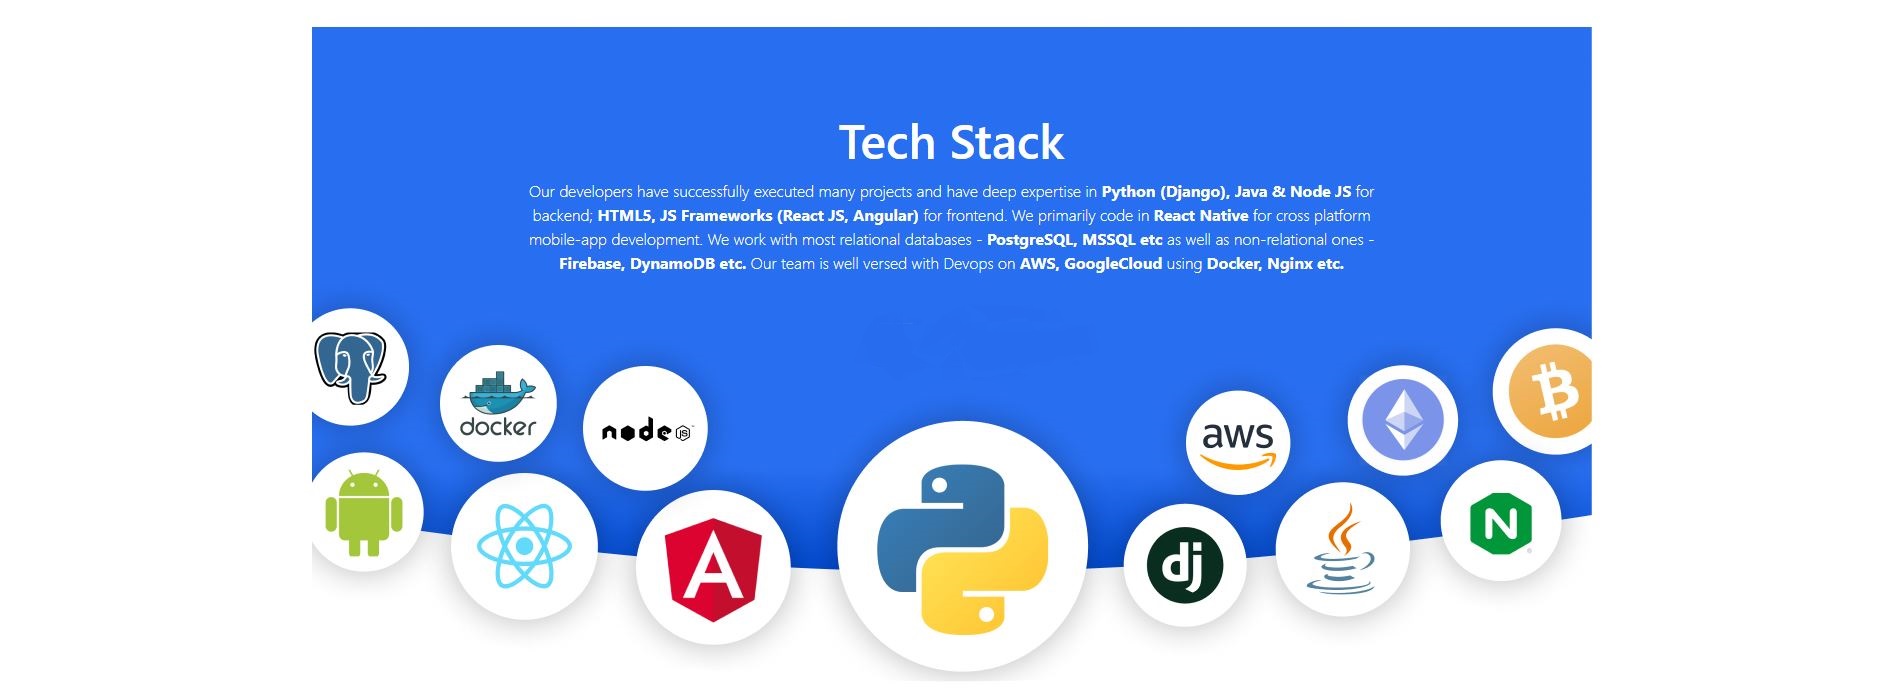 Tech Stack
Our developers have successfully executed many projects and have deep expertise in Python (Django), Java & Node JS for
backend; HTML5, JS Frameworks (React JS, Angular) for frontend. We primarily code in React Native for cross platform
mobile-app development. We work with most relational databases - PostgreSQL, MSSQL etc as well as non-relational ones -
Firebase, DynamoDB etc. Our team is well versed with Devops on AWS, GoogleCloud using Docker, Nginx etc.
docker
node JS
aws
A
dj
N